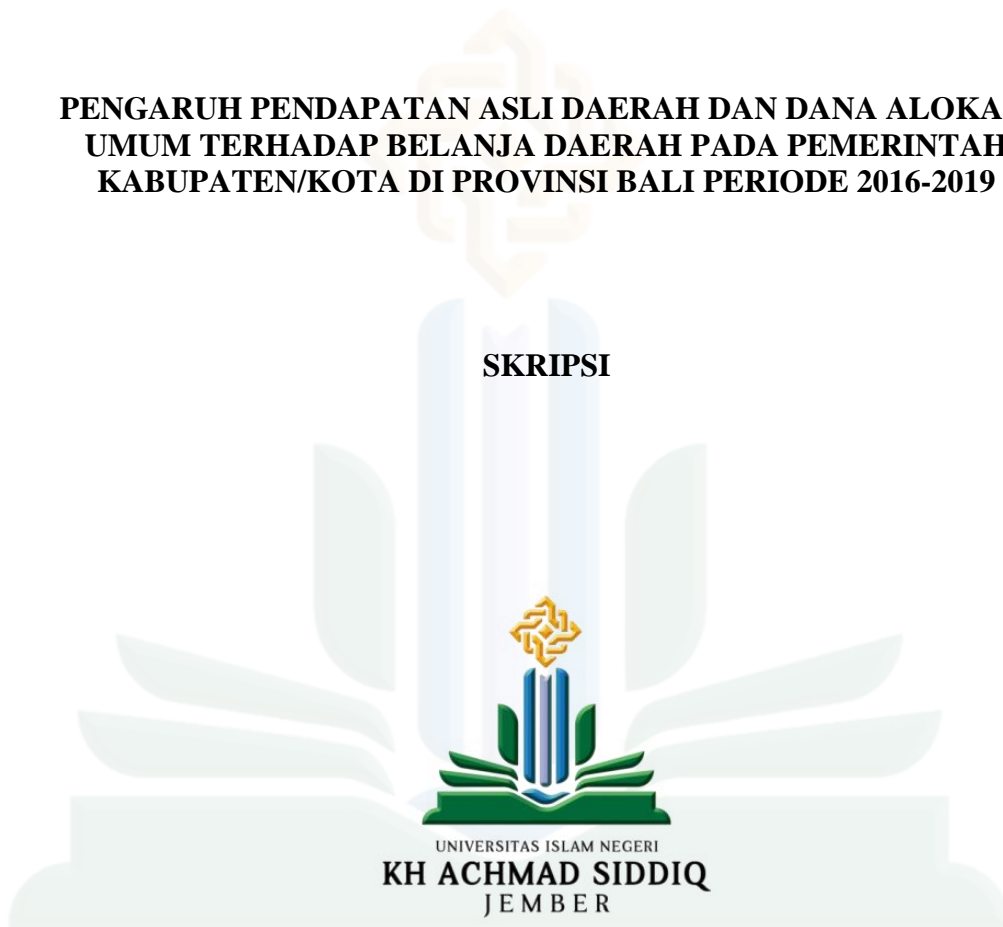 PENGARUH PENDAPATAN ASLI DAERAH DAN DANA ALOKA
UMUM TERHADAP BELANJA DAERAH PADA PEMERINTAH
KABUPATEN/KOTA DI PROVINSI BALI PERIODE 2016-2019
SKRIPSI
UNIVERSITAS ISLAM NEGERI
KH ACHMAD SIDDIQ
JEMBER